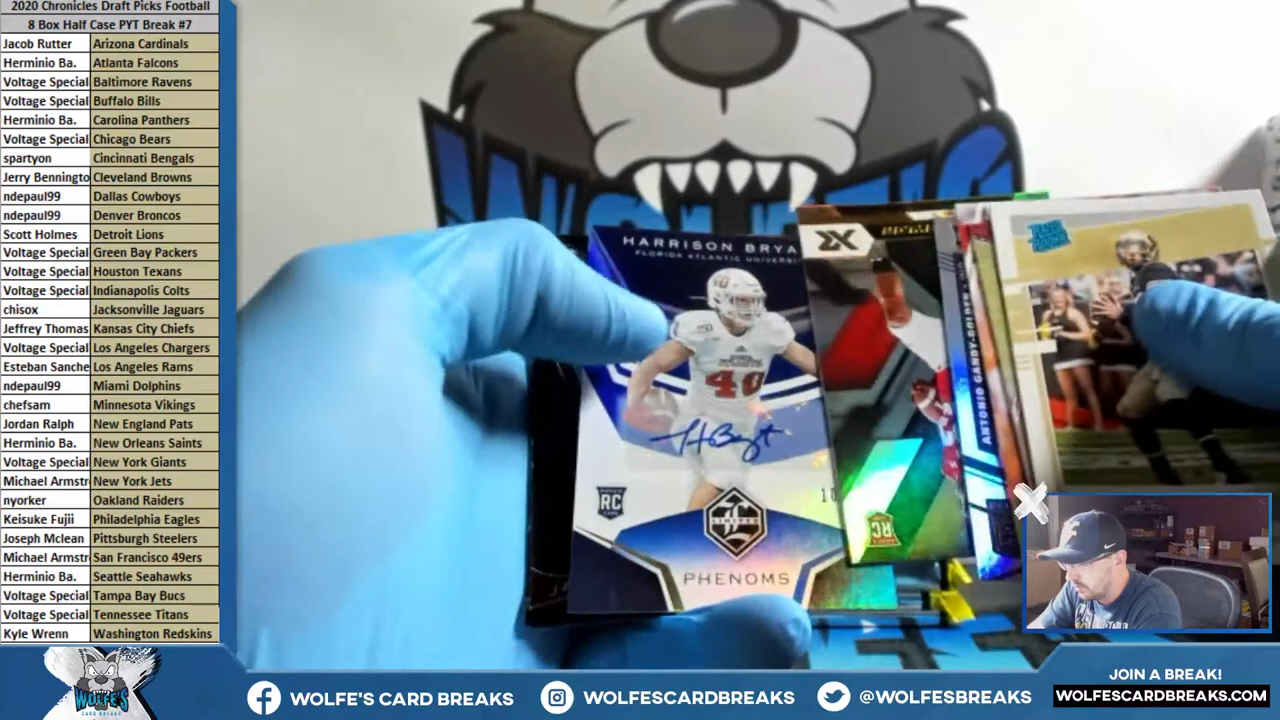 2020 Chronicles Draft Picks Football
8 Box Half Case PYT Break #7
Jacob Rutter Arizona Cardinals
Herminio Ba. Atlanta Falcons
Voltage Special Baltimore Ravens
Voltage Special Buffalo Bills
Herminio Ba. Carolina Panthers
Voltage Special Chicago Bears
spartyon Cincinnati Bengals
Jerry Benningto Cleveland Browns
ndepaul99 Dallas Cowboys
ndepaul99 Denver Broncos
Scott Holmes Detroit Lions
Voltage Special Green Bay Packers
Voltage Special Houston Texans
Voltage Special Indianapolis Colts
chisox Jacksonville Jaguars
Jeffrey Thomas Kansas City Chiefs
Voltage Special Los Angeles Chargers
Esteban Sanche Los Angeles Rams
ndepaul99 Miami Dolphins
chefsam Minnesota Vikings
Jordan Ralph New England Pats
Herminio Ba. New Orleans Saints
Voltage Special New York Giants
Michael Armstr New York Jets
nyorker Oakland Raiders
Keisuke Fujii Philadelphia Eagles
Joseph Mclean Pittsburgh Steelers
Michael Armstr San Francisco 49ers
Herminio Ba. Seattle Seahawks
Voltage Special Tampa Bay Bucs
Voltage Special Tennessee Titans
Kyle Wrenn Washington Redskins
HARRISON BRYA
FLORIDA ATLANTIC UNIVERSI
40
RC
LIMITED
PHENOMS
X
RC
ANTONIO GANDY-GOLDEN
WOLFE'S
CARD BREAKS
WOLFE'S CARD BREAKS
WOLFESCARDBREAKS
@WOLFESBREAKS
JOIN A BREAK!
WOLFESCARDBREAKS.COM